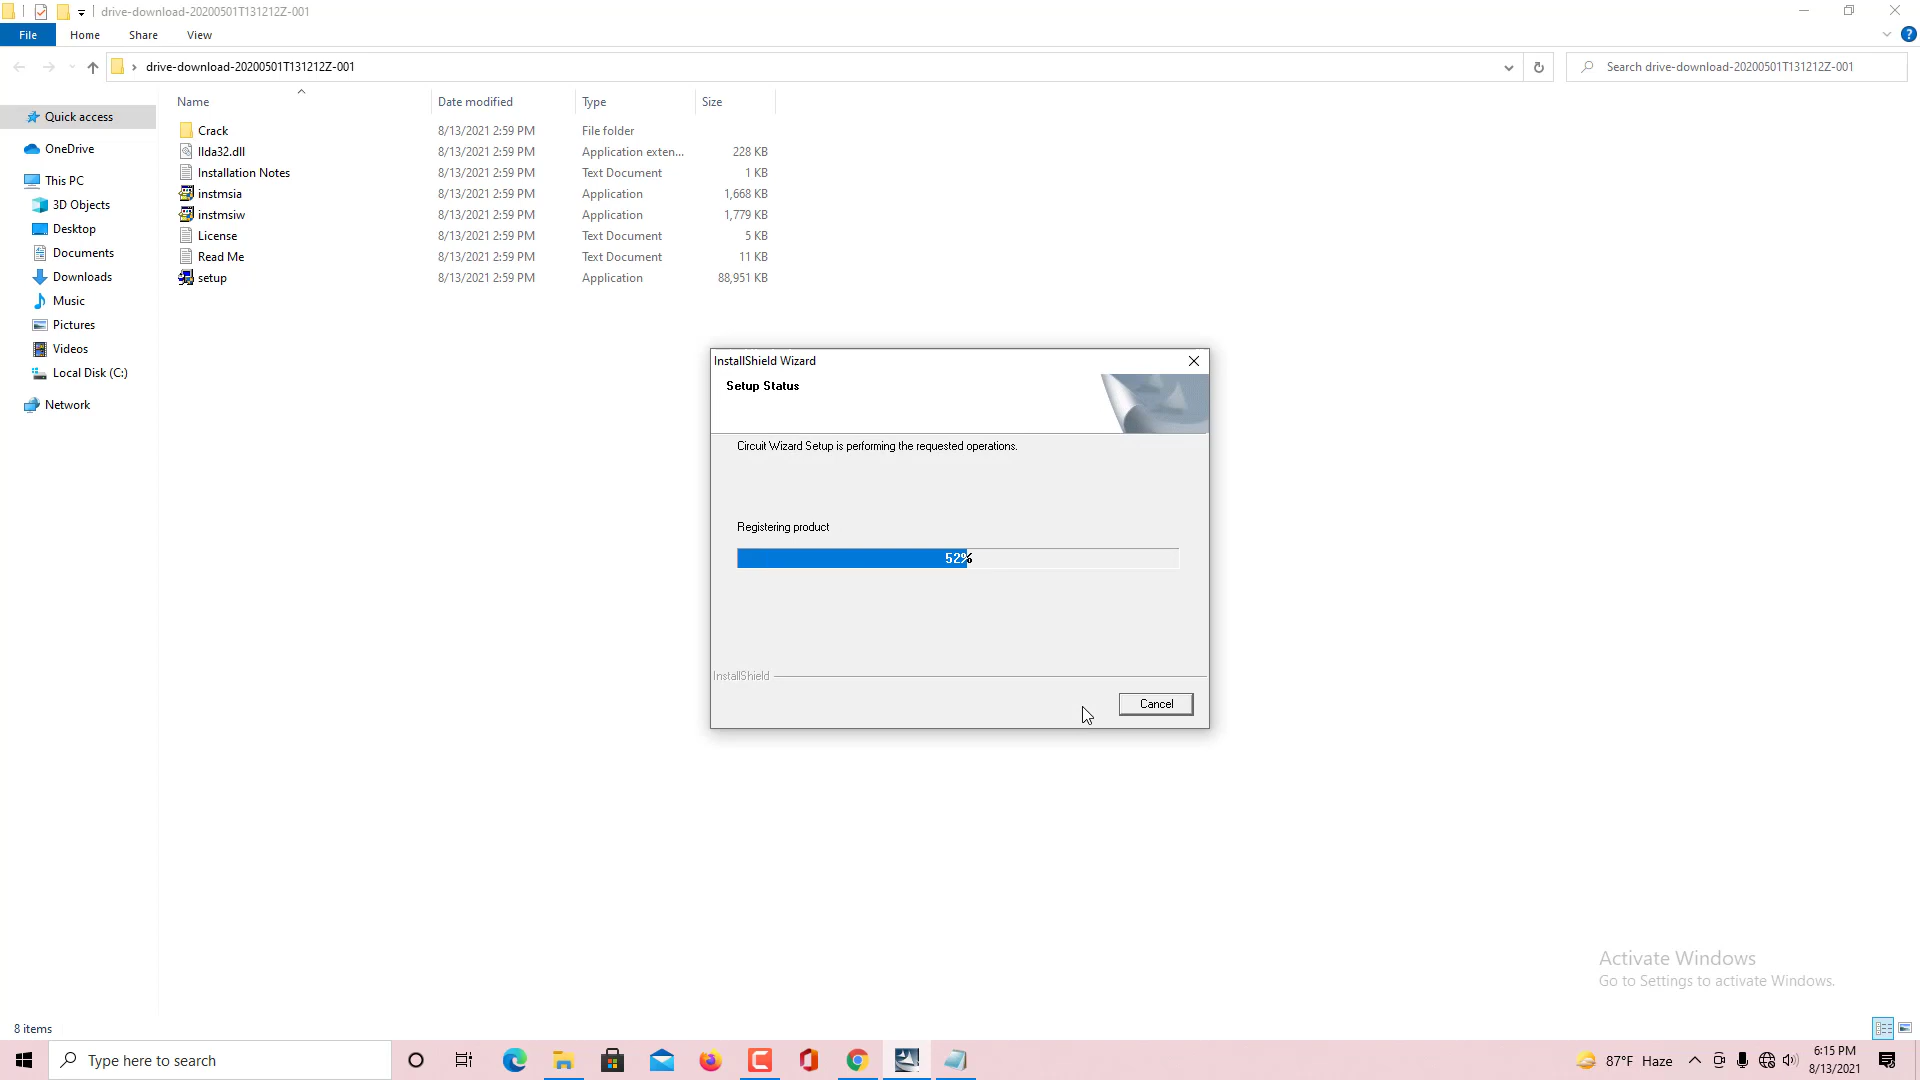 drive-download-20200501T131212Z-001
File Home Share View
drive-download-20200501T131212Z-001
Search drive-download-20200501T131212Z-001
Name Date modified Type Size
Quick access
OneDrive
This PC
3D Objects
Desktop
Documents
Downloads
Music
Pictures
Videos
Local Disk (C:)
Network
Crack 8/13/2021 2:59 PM File folder
llda32.dll 8/13/2021 2:59 PM Application exten... 228 KB
Installation Notes 8/13/2021 2:59 PM Text Document 1 KB
instmsia 8/13/2021 2:59 PM Application 1,668 KB
instmsiw 8/13/2021 2:59 PM Application 1,779 KB
License 8/13/2021 2:59 PM Text Document 5 KB
Read Me 8/13/2021 2:59 PM Text Document 11 KB
setup 8/13/2021 2:59 PM Application 88,951 KB
InstallShield Wizard
Setup Status
Circuit Wizard Setup is performing the requested operations.
Registering product
52%
InstallShield
Cancel
Activate Windows
Go to Settings to activate Windows.
8 items
Type here to search
87°F Haze
6:15 PM
8/13/2021